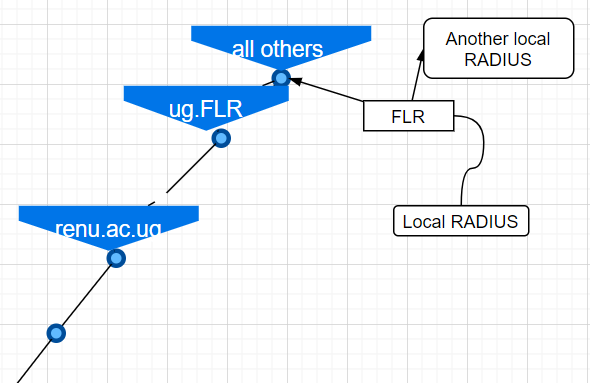 all others
Another local
RADIUS
ug.FLR
FLR
renu.ac.ug
Local RADIUS